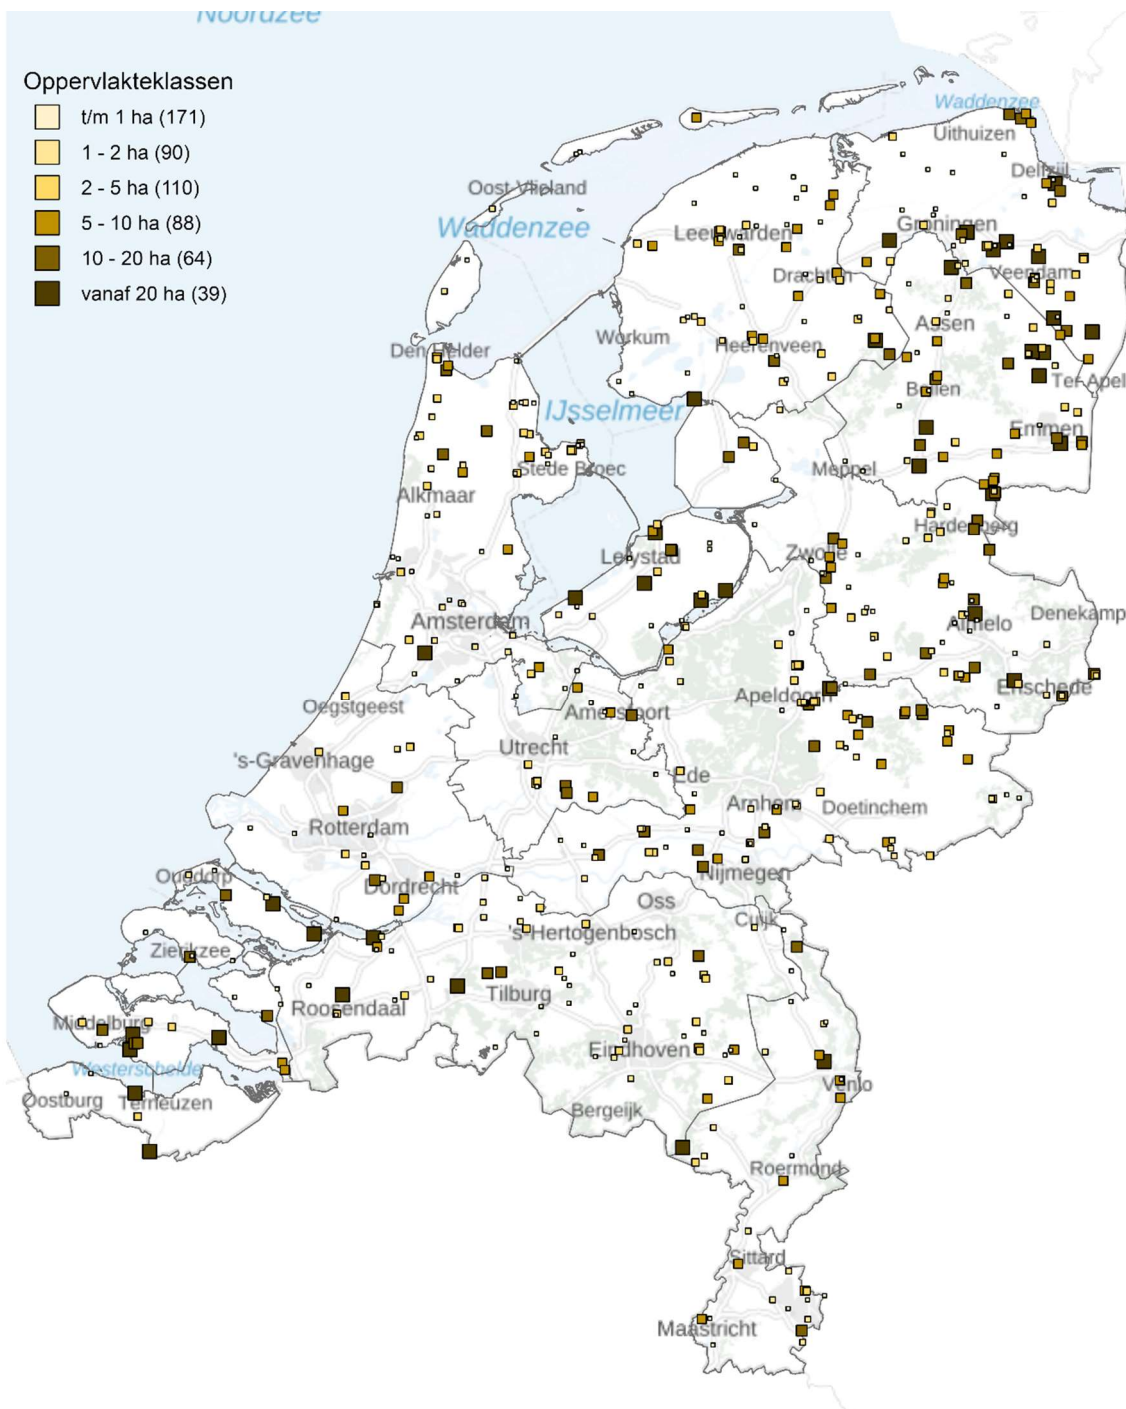 Noordzee
Oppervlakteklassen
t/m 1 ha (171)
1 - 2 ha (90)
2 - 5 ha (110)
5 - 10 ha (88)
10 - 20 ha (64)
vanaf 20 ha (39)
Waddenzee
Uithuizen
Delfzijl
Oost-Vlieland
Waddenzee
Leeuwarden
Groningen
Drachten
Veendam
Workum
Heerenveen
Assen
Den Helder
Beilen
Ter Apel
IJsselmeer
Emmen
Stede Broec
Meppel
Alkmaar
Hardenberg
Lelystad
Zwolle
Amsterdam
Almelo
Denekamp
Oegstgeest
Apeldoorn
Enschede
Amersfoort
Utrecht
's-Gravenhage
Ede
Arnhem
Doetinchem
Rotterdam
Ouddorp
Dordrecht
Nijmegen
Oss
Cuijk
's-Hertogenbosch
Zierikzee
Tilburg
Roosendaal
Middelburg
Eindhoven
Westerschelde
Venlo
Oostburg
Terneuzen
Bergeijk
Roermond
Sittard
Maastricht